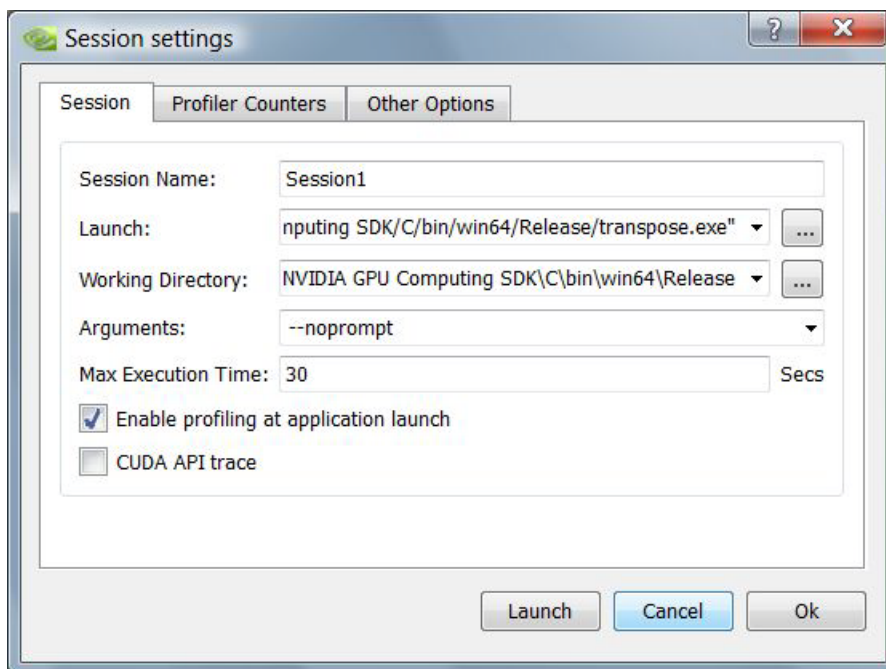 Session settings
Session Profiler Counters Other Options
Session Name: Session1
Launch: nputing SDK/C/bin/win64/Release/transpose.exe" ...
Working Directory: NVIDIA GPU Computing SDK\C\bin\win64\Release ...
Arguments: --noprompt
Max Execution Time: 30 Secs
Enable profiling at application launch
CUDA API trace
Launch Cancel Ok